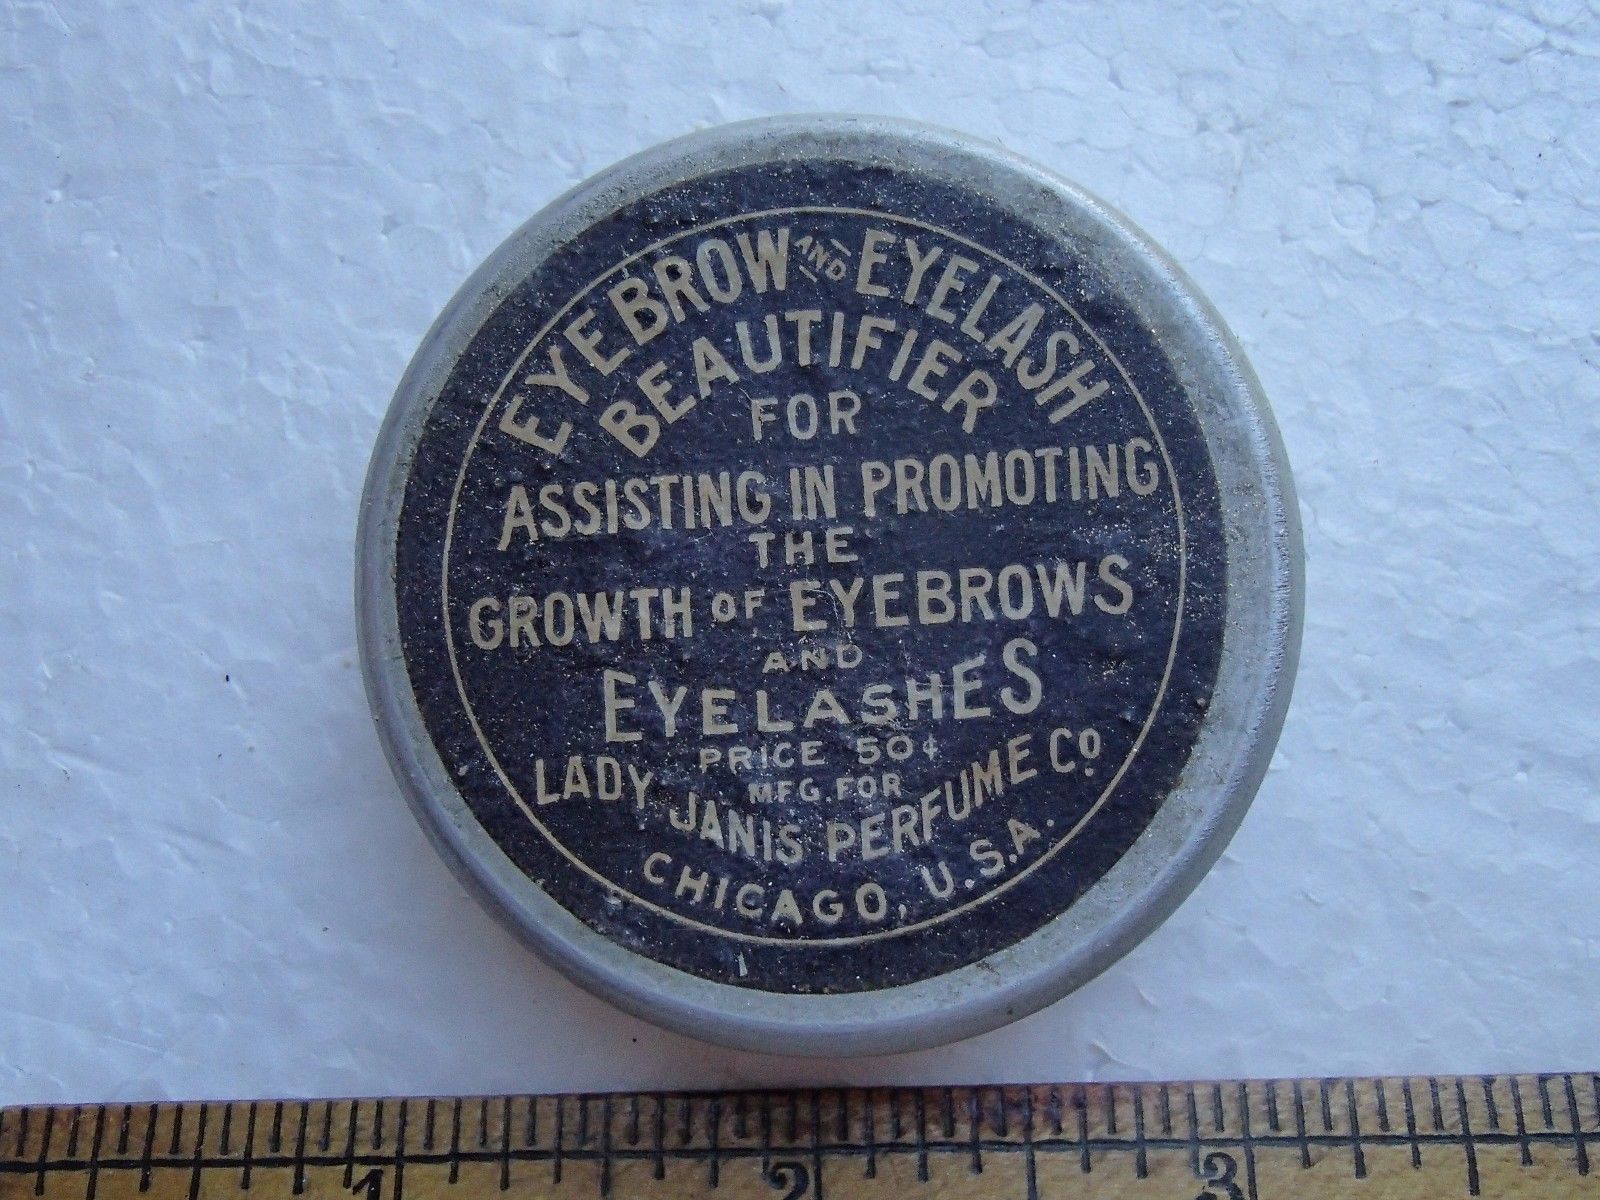 EYEBROW AND EYELASH
BEAUTIFIER
FOR
ASSISTING IN PROMOTING
THE
GROWTH OF EYEBROWS
AND
EYELASHES
PRICE 50¢
MFG. FOR
LADY JANIS PERFUME Co.
CHICAGO, U.S.A.
1 2 3